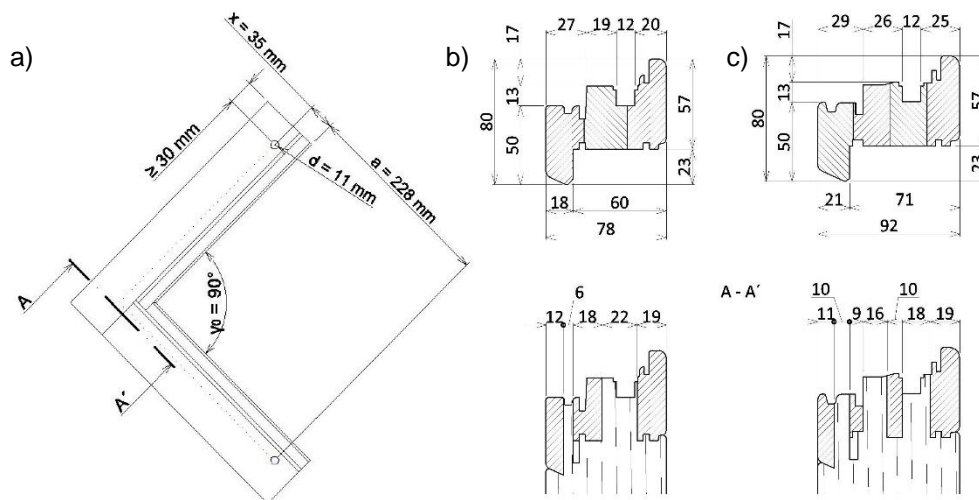 a)
x = 35 mm
≥ 30 mm
d = 11 mm
a = 228 mm
γ₀ = 90°
A
A´
b)
27 19 12 20
17
13
80
50
57
23
18 60
78
c)
29 26 12 25
17
13
80
50
57
23
21 71
92
6
12 18 22 19
A - A´
10 10
11 9 16 18 19